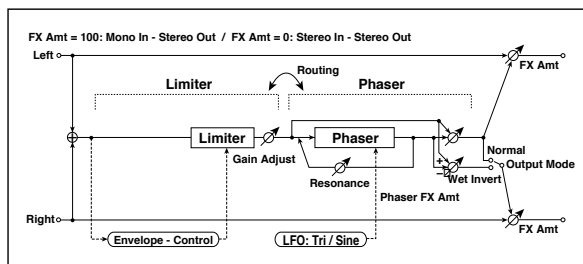 FX Amt = 100: Mono In - Stereo Out / FX Amt = 0: Stereo In - Stereo Out
Left
FX Amt
Routing
Limiter
Phaser
Limiter
Phaser
Normal
Gain Adjust
Output Mode
+
Resonance
Wet Invert
−
Phaser FX Amt
Right
Envelope - Control
LFO: Tri / Sine
FX Amt